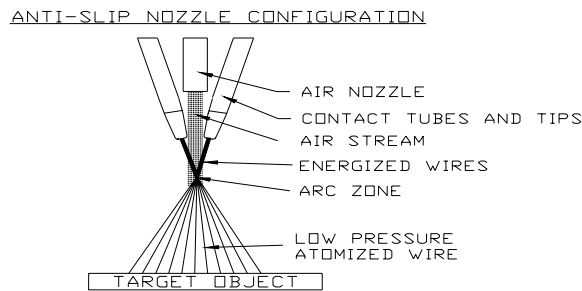 ANTI-SLIP NOZZLE CONFIGURATION
AIR NOZZLE
CONTACT TUBES AND TIPS
AIR STREAM
ENERGIZED WIRES
ARC ZONE
LOW PRESSURE
ATOMIZED WIRE
TARGET OBJECT